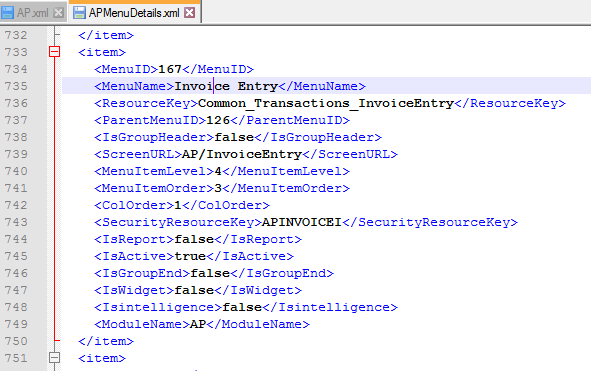 AP.xml APMenuDetails.xml
732 </item>
733 <item>
734 <MenuID>167</MenuID>
735 <MenuName>Invoice Entry</MenuName>
736 <ResourceKey>Common_Transactions_InvoiceEntry</ResourceKey>
737 <ParentMenuID>126</ParentMenuID>
738 <IsGroupHeader>false</IsGroupHeader>
739 <ScreenURL>AP/InvoiceEntry</ScreenURL>
740 <MenuItemLevel>4</MenuItemLevel>
741 <MenuItemOrder>3</MenuItemOrder>
742 <ColOrder>1</ColOrder>
743 <SecurityResourceKey>APINVOICEI</SecurityResourceKey>
744 <IsReport>false</IsReport>
745 <IsActive>true</IsActive>
746 <IsGroupEnd>false</IsGroupEnd>
747 <IsWidget>false</IsWidget>
748 <Isintelligence>false</Isintelligence>
749 <ModuleName>AP</ModuleName>
750 </item>
751 <item>